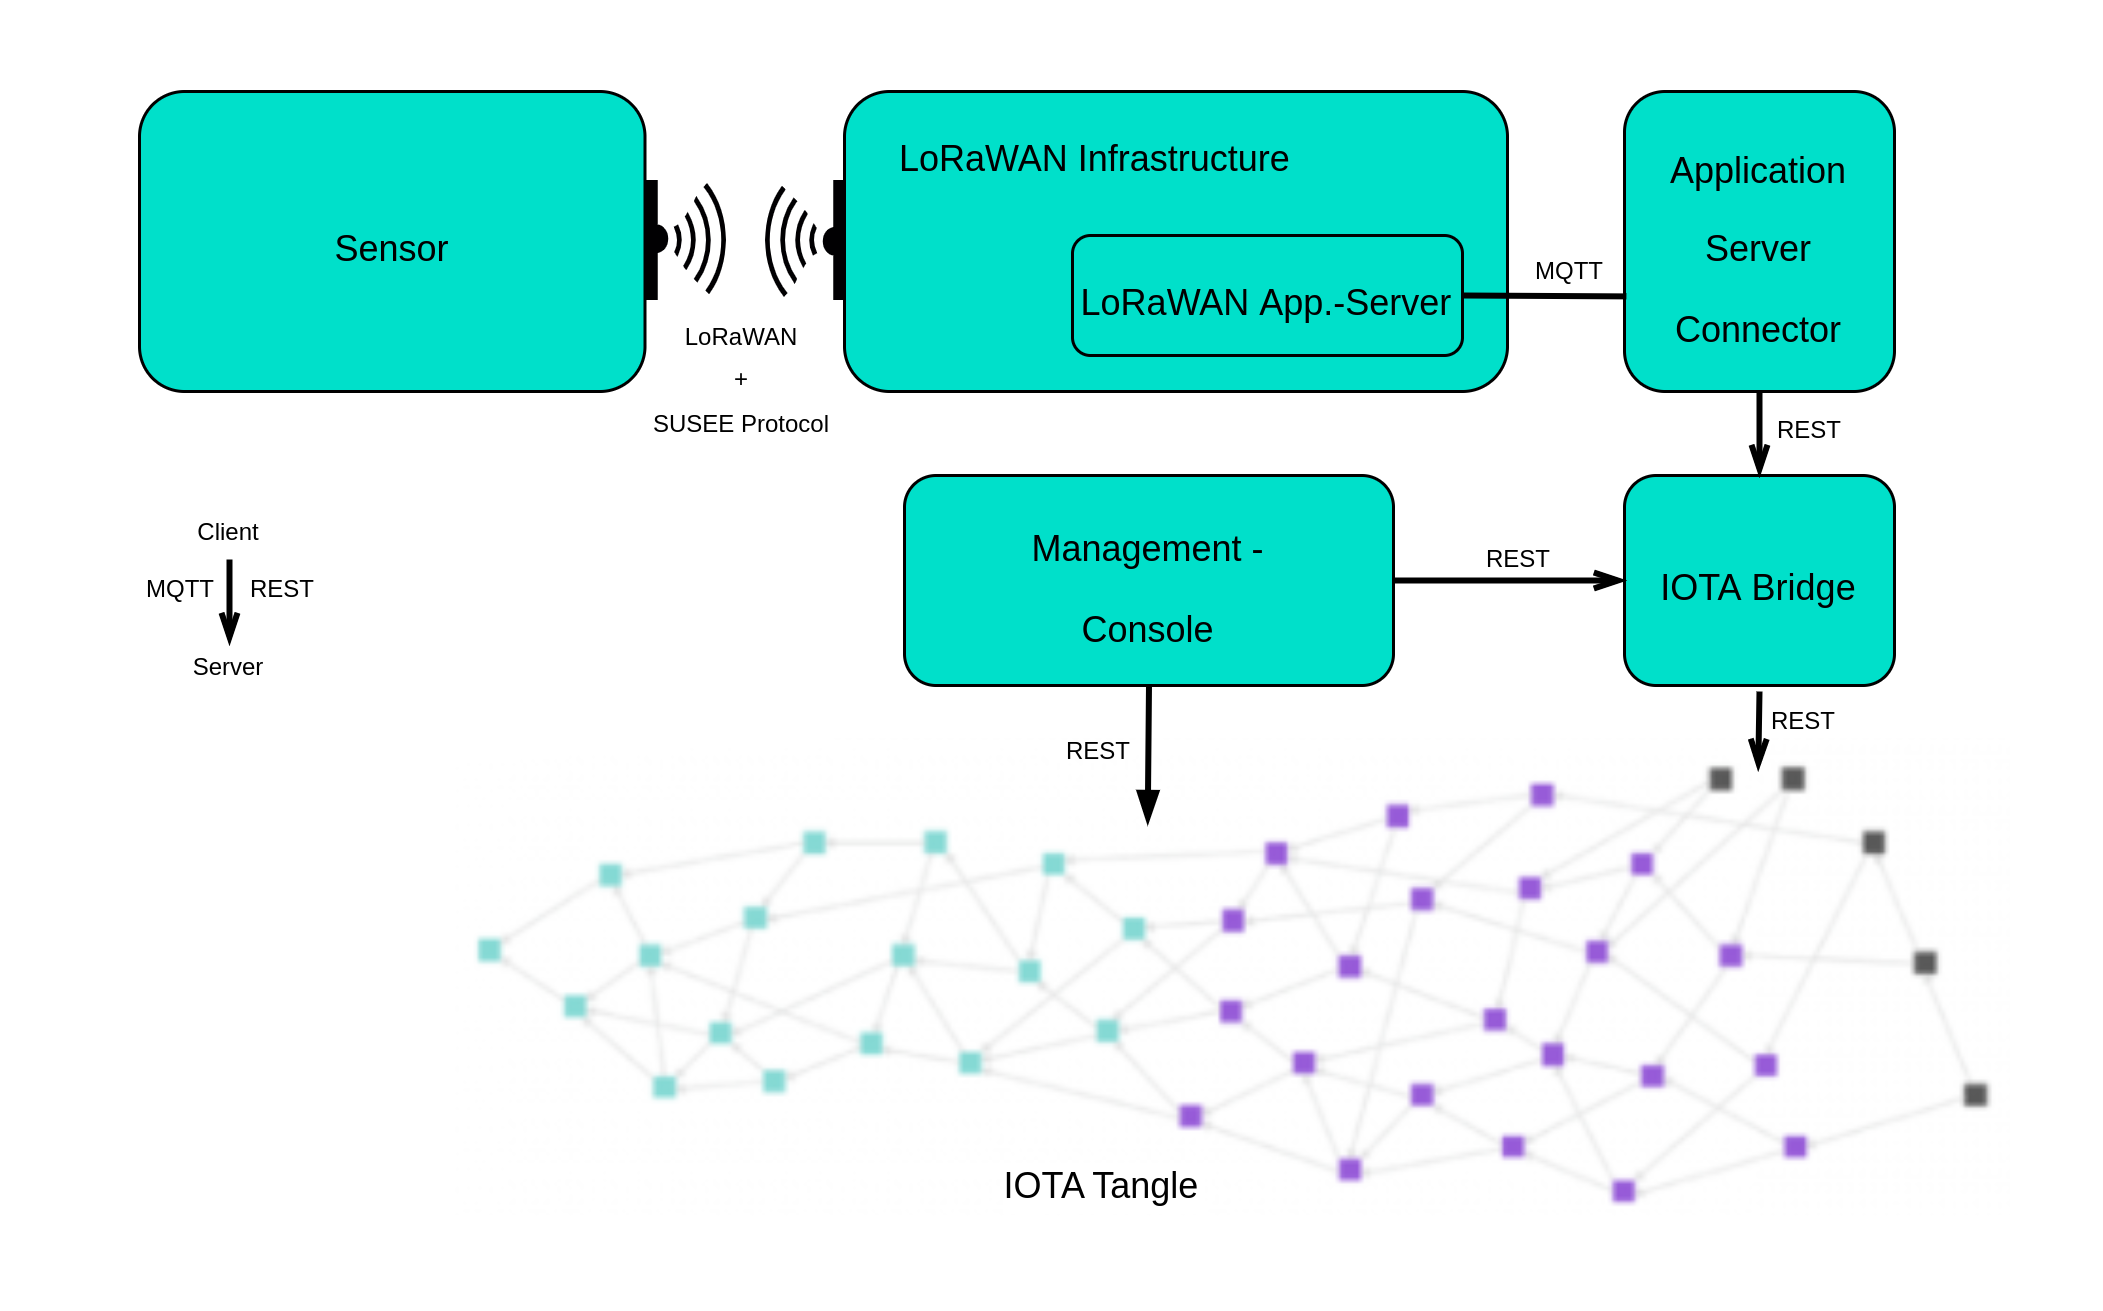 Sensor
LoRaWAN
+
SUSEE Protocol
LoRaWAN Infrastructure
LoRaWAN App.-Server
MQTT
Application
Server
Connector
REST
Client
MQTT REST
Server
Management -
Console
REST
IOTA Bridge
REST
REST
IOTA Tangle